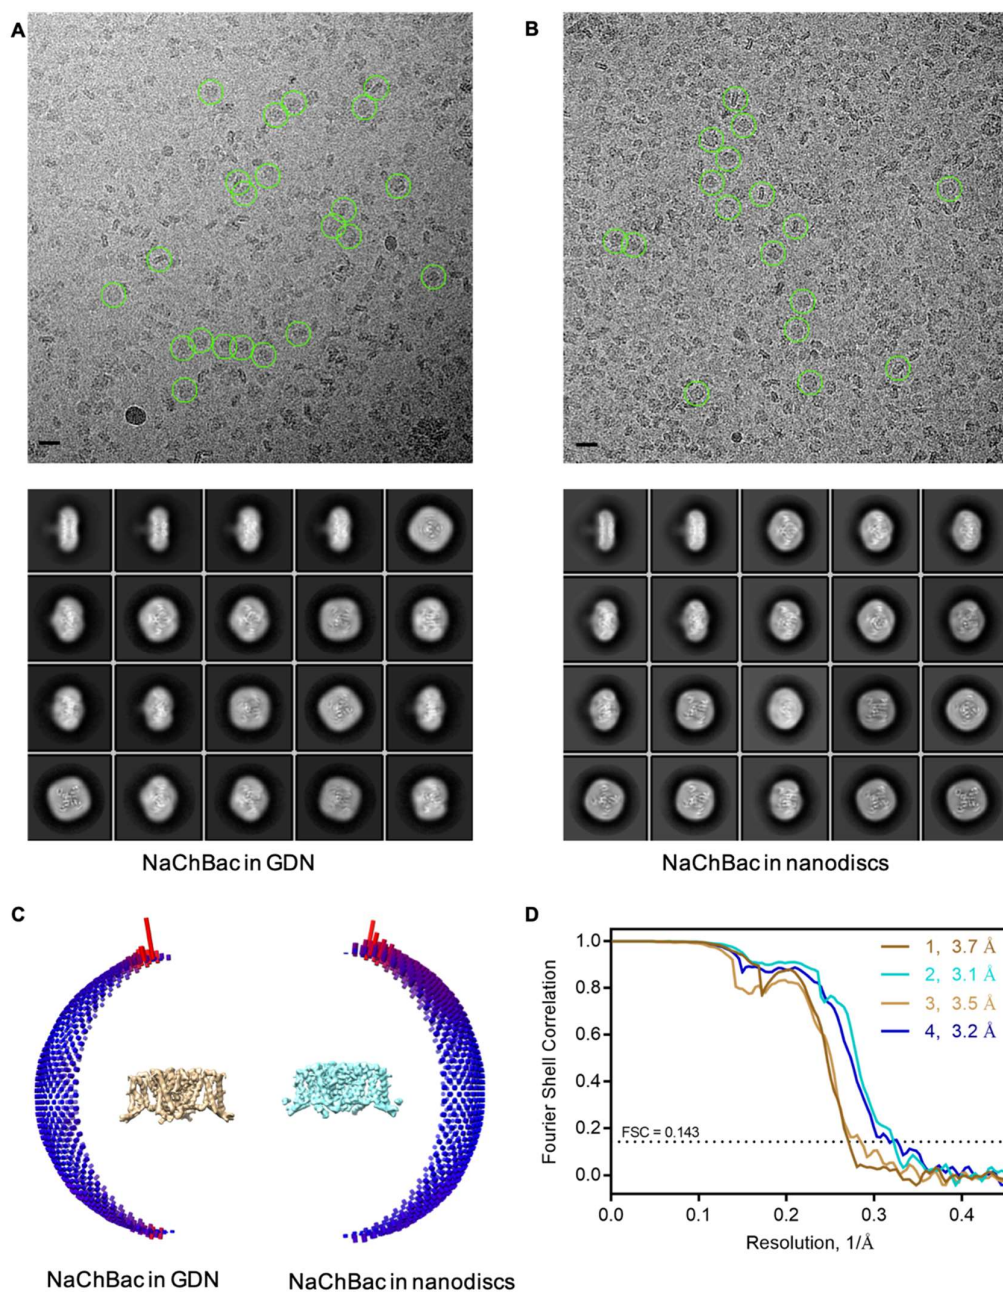 A
B
NaChBac in GDN
NaChBac in nanodiscs
C
D
NaChBac in GDN
NaChBac in nanodiscs
1.0
0.8
0.6
0.4
0.2
0.0
Fourier Shell Correlation
1, 3.7 Å
2, 3.1 Å
3, 3.5 Å
4, 3.2 Å
FSC = 0.143
0.0
0.1
0.2
0.3
0.4
Resolution, 1/Å